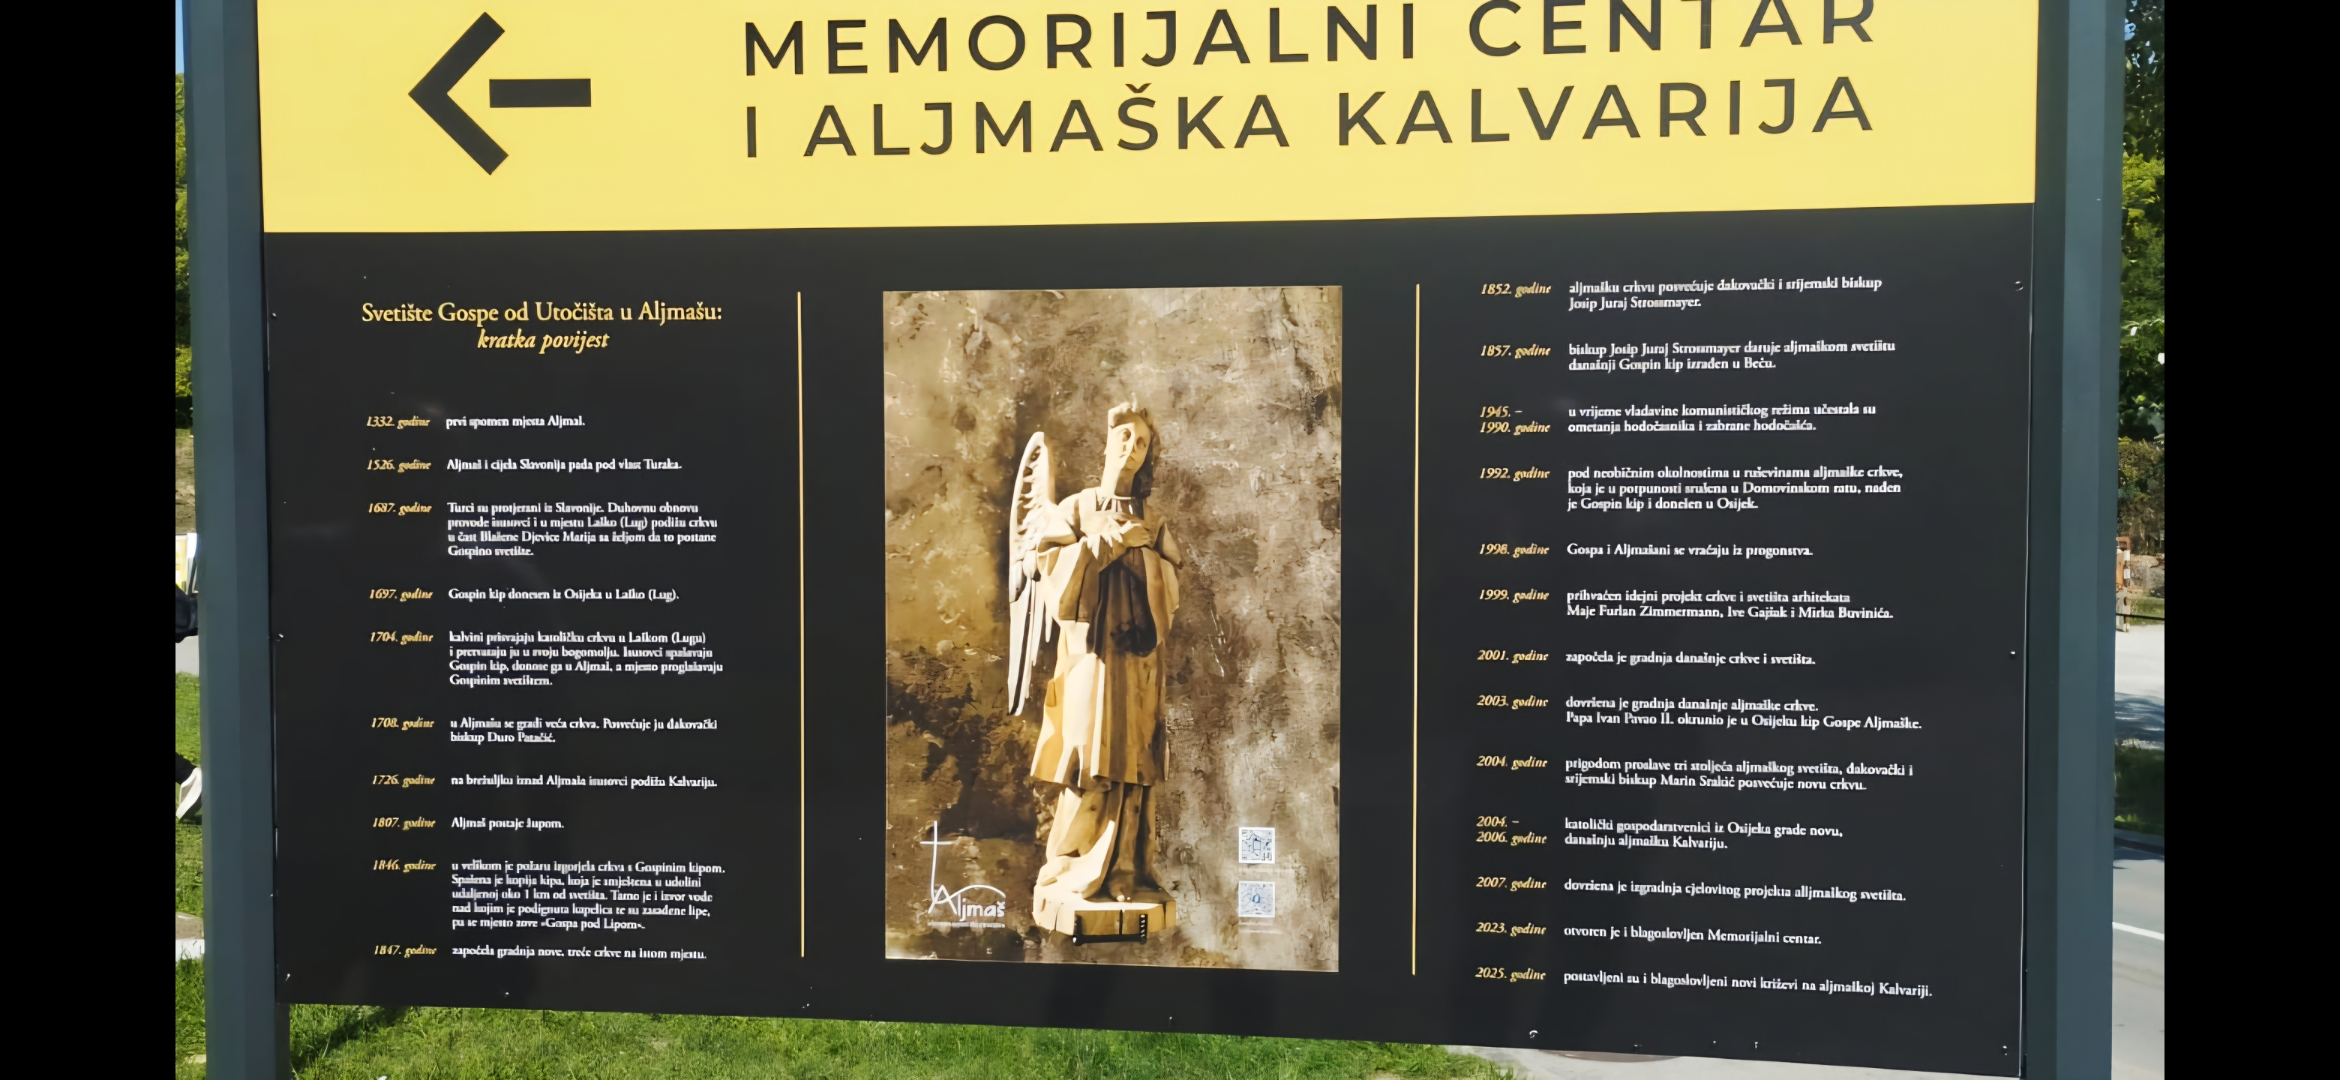 MEMORIJALNI CENTAR
I ALJMAŠKA KALVARIJA
Svetište Gospe od Utočišta u Aljmašu:
kratka povijest
1332. godine prvi spomen mjesta Aljmaš.
1526. godine Aljmaš i cijela Slavonija pada pod vlast Turaka.
1687. godine Turci su protjerani iz Slavonije. Duhovnu obnovu
provode isusovci i u mjestu Laško (Lug) podižu crkvu
u čast Blažene Djevice Marija sa željom da to postane
Gospino svetište.
1697. godine Gospin kip donesen iz Osijeka u Laško (Lug).
1704. godine kalvini prisvajaju katoličku crkvu u Laškom (Lugu)
i pretvaraju ju u svoju bogomolju. Isusovci spašavaju
Gospin kip, donose ga u Aljmaš, a mjesto proglašavaju
Gospinim svetištem.
1708. godine u Aljmašu se gradi veća crkva. Posvećuje ju đakovački
biskup Đuro Patačić.
1726. godine na brežuljku iznad Aljmaša isusovci podižu Kalvariju.
1807. godine Aljmaš postaje župom.
1846. godine u velikom je požaru izgorjela crkva s Gospinim kipom.
Spašena je kopija kipa, koja je smještena u udolini
udaljenoj oko 1 km od svetišta. Tamo je i izvor vode
nad kojim je podignuta kapelica te su zasađene lipe,
pa se mjesto zove »Gospa pod Lipom«.
1847. godine započela gradnja nove, treće crkve na istom mjestu.
Aljmaš
1852. godine aljmašku crkvu posvećuje đakovački i srijemski biskup
Josip Juraj Strossmayer.
1857. godine biskup Josip Juraj Strossmayer daruje aljmaškom svetištu
današnji Gospin kip izrađen u Beču.
1945. – u vrijeme vladavine komunističkog režima učestala su
1990. godine ometanja hodočasnika i zabrane hodočašća.
1992. godine pod neobičnim okolnostima u ruševinama aljmaške crkve,
koja je u potpunosti srušena u Domovinskom ratu, nađen
je Gospin kip i donešen u Osijek.
1998. godine Gospa i Aljmašani se vraćaju iz progonstva.
1999. godine prihvaćen idejni projekt crkve i svetišta arhitekata
Maje Furlan Zimmermann, Ive Gajšak i Mirka Buvinića.
2001. godine započela je gradnja današnje crkve i svetišta.
2003. godine dovršena je gradnja današnje aljmaške crkve.
Papa Ivan Pavao II. okrunio je u Osijeku kip Gospe Aljmaške.
2004. godine prigodom proslave tri stoljeća aljmaškog svetišta, đakovački i
srijemski biskup Marin Srakić posvećuje novu crkvu.
2004. – katolički gospodarstvenici iz Osijeka grade novu,
2006. godine današnju aljmašku Kalvariju.
2007. godine dovršena je izgradnja cjelovitog projekta alljmaškog svetišta.
2023. godine otvoren je i blagoslovljen Memorijalni centar.
2025. godine postavljeni su i blagoslovljeni novi križevi na aljmaškoj Kalvariji.